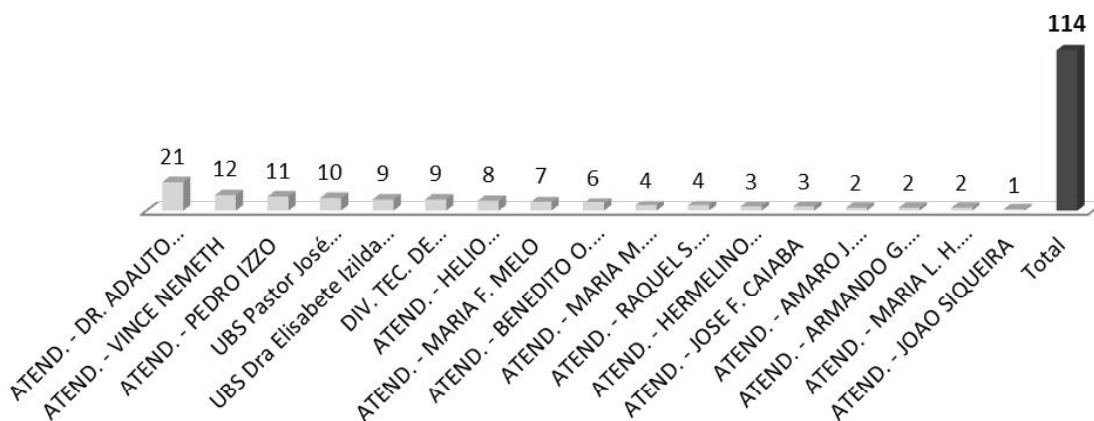 114
21
12
11
10
9
9
8
7
6
4
4
3
3
2
2
2
1
ATEND. - DR. ADAUTO...
ATEND. - VINCE NEMETH
ATEND. - PEDRO IZZO
UBS Pastor José...
UBS Dra Elisabete Izilda...
DIV. TEC. DE...
ATEND. - HELIO...
ATEND. - MARIA F. MELO
ATEND. - BENEDITO O....
ATEND. - MARIA M....
ATEND. - RAQUEL S....
ATEND. - HERMELINO...
ATEND. - JOSE F. CAIABA
ATEND. - AMARO J....
ATEND. - ARMANDO G....
ATEND. - MARIA L. H....
ATEND. - JOAO SIQUEIRA
Total